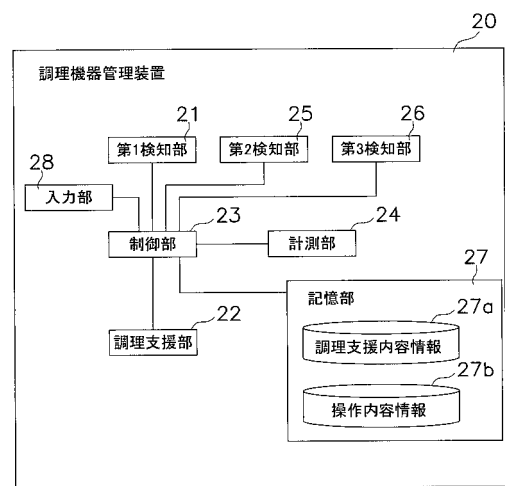 20
調理機器管理装置
21
25
26
第1検知部
第2検知部
第3検知部
28
入力部
23
24
制御部
計測部
27
記憶部
22
27a
調理支援部
調理支援内容情報
27b
操作内容情報